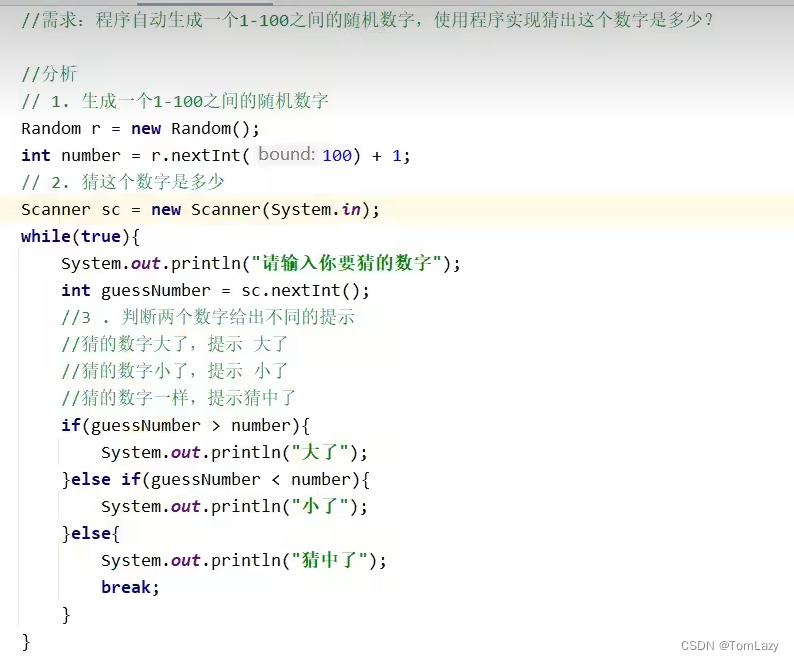 //需求：程序自动生成一个1-100之间的随机数字，使用程序实现猜出这个数字是多少？
//分析
// 1. 生成一个1-100之间的随机数字
Random r = new Random();
int number = r.nextInt( bound: 100) + 1;
// 2. 猜这个数字是多少
Scanner sc = new Scanner(System.in);
while(true){
    System.out.println("请输入你要猜的数字");
    int guessNumber = sc.nextInt();
    //3 . 判断两个数字给出不同的提示
    //猜的数字大了，提示 大了
    //猜的数字小了，提示 小了
    //猜的数字一样，提示猜中了
    if(guessNumber > number){
        System.out.println("大了");
    }else if(guessNumber < number){
        System.out.println("小了");
    }else{
        System.out.println("猜中了");
        break;
    }
}
CSDN @TomLazy